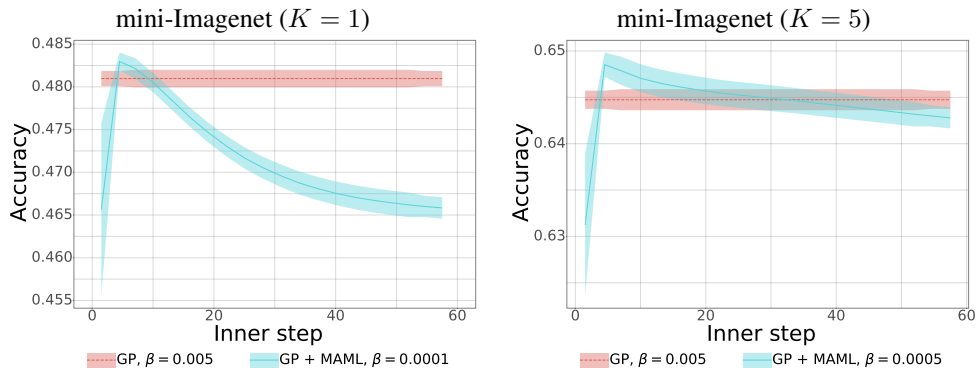 mini-Imagenet (K = 1)
0.485
0.480
0.475
0.470
0.465
0.460
0.455
Accuracy
0
20
40
60
Inner step
GP, β = 0.005
GP + MAML, β = 0.0001
mini-Imagenet (K = 5)
0.65
0.64
0.63
Accuracy
0
20
40
60
Inner step
GP, β = 0.005
GP + MAML, β = 0.0005